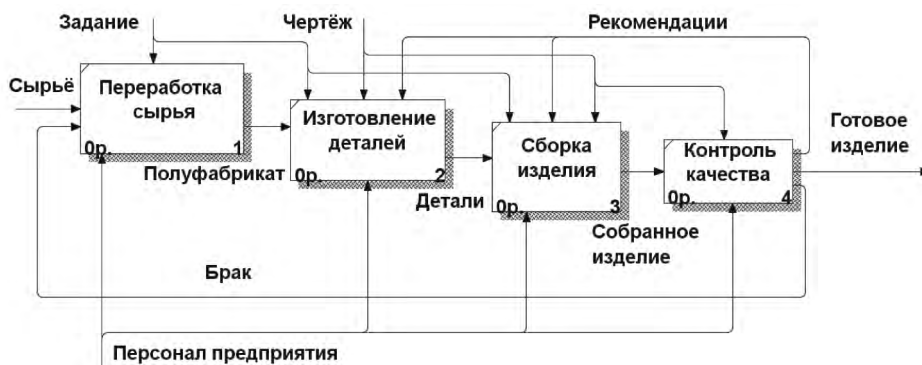 Задание
Чертёж
Рекомендации
Сырьё
Переработка
сырья
0р.
1
Полуфабрикат
Изготовление
деталей
0р.
2
Детали
Сборка
изделия
0р.
3
Собранное
изделие
Контроль
качества
0р.
4
Готовое
изделие
Брак
Персонал предприятия